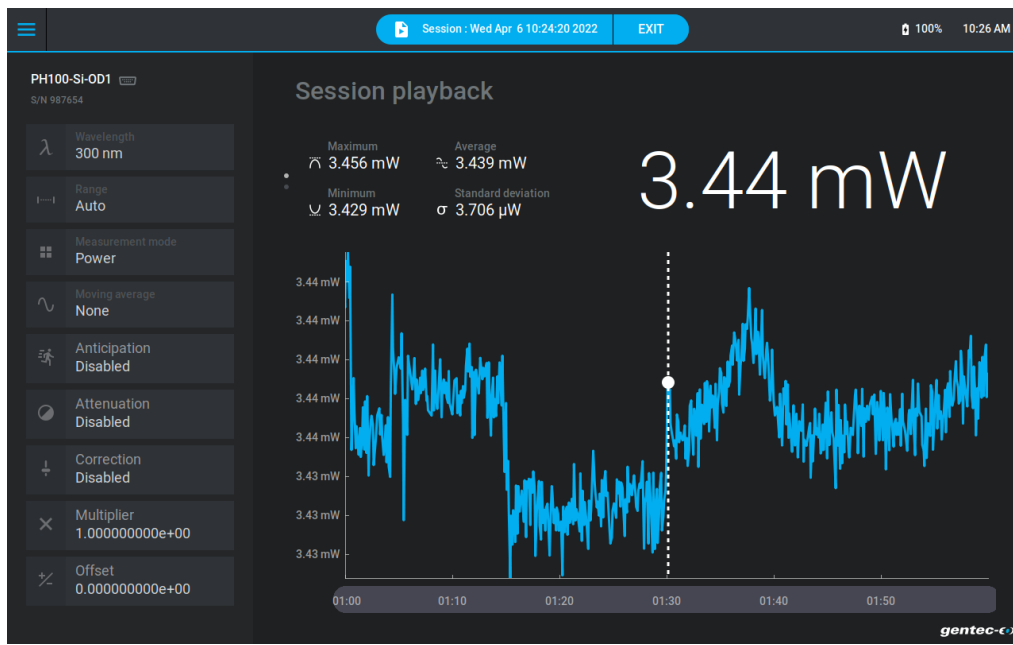 Session : Wed Apr 6 10:24:20 2022
EXIT
100%
10:26 AM
PH100-Si-OD1
S/N 987654
λ
Wavelength
300 nm
Range
Auto
Measurement mode
Power
Moving average
None
Anticipation
Disabled
Attenuation
Disabled
Correction
Disabled
Multiplier
1.000000000e+00
Offset
0.000000000e+00
Session playback
Maximum
3.456 mW
Average
3.439 mW
Minimum
3.429 mW
Standard deviation
σ 3.706 µW
3.44 mW
3.44 mW
3.44 mW
3.44 mW
3.44 mW
3.44 mW
3.43 mW
3.43 mW
3.43 mW
01:00 01:10 01:20 01:30 01:40 01:50